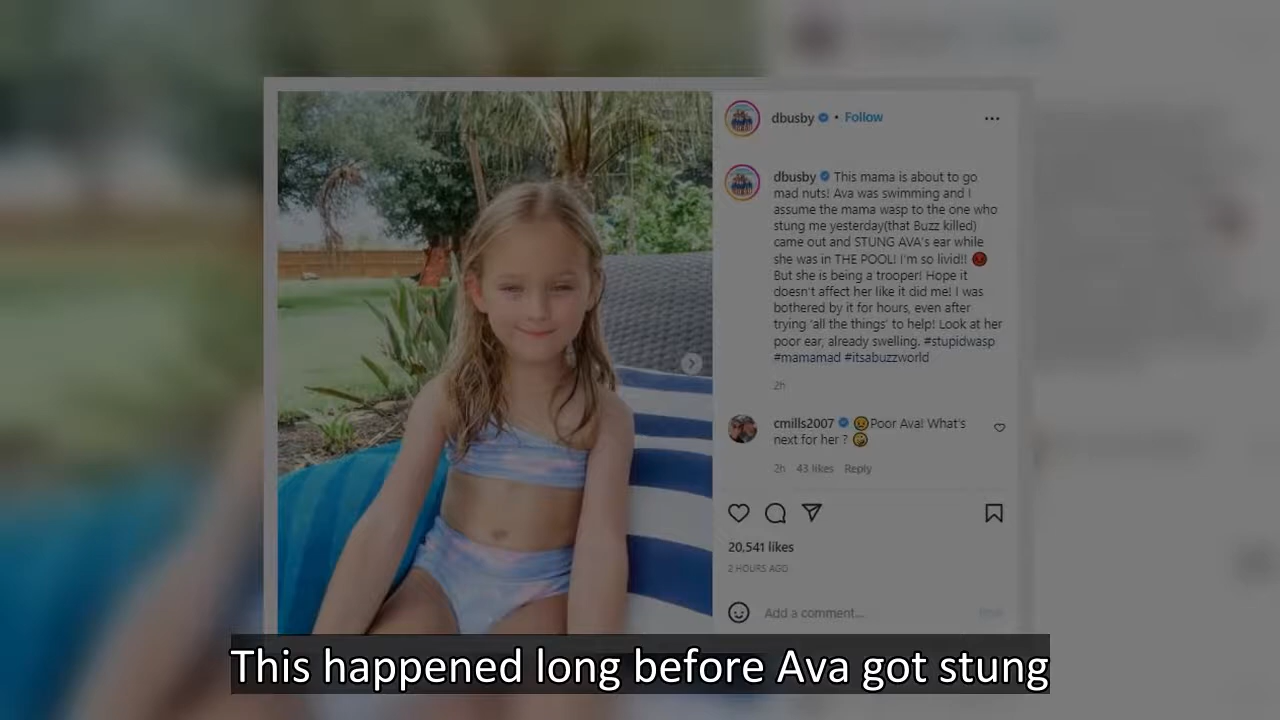 dbusby • Follow
dbusby This mama is about to go
mad nuts! Ava was swimming and I
assume the mama wasp to the one who
stung me yesterday(that Buzz killed)
came out and STUNG AVA's ear while
she was in THE POOL! I'm so livid!!
But she is being a trooper! Hope it
doesn't affect her like it did me! I was
bothered by it for hours, even after
trying 'all the things' to help! Look at her
poor ear, already swelling. #stupidwasp
#mamamad #itsabuzzworld
2h
cmills2007 Poor Ava! What's
next for her ?
2h 43 likes Reply
20,541 likes
2 HOURS AGO
Add a comment...
This happened long before Ava got stung